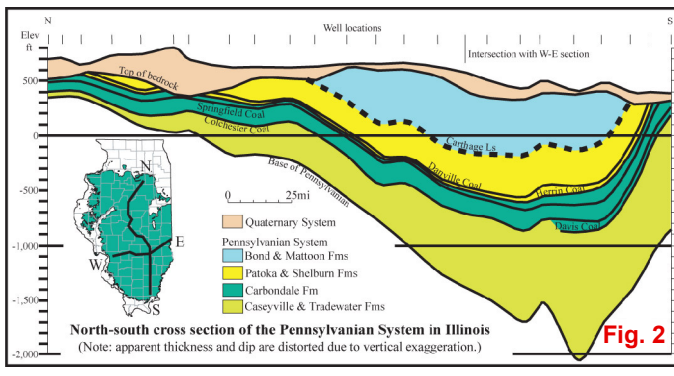 N
Well locations
S
Elev
ft
Intersection with W-E section
500
Top of bedrock
Springfield Coal
Colchester Coal
0
Carthage Ls
Base of Pennsylvanian
Danville Coal
Herrin Coal
Davis Coal
-500
-1,000
-1,500
-2,000
N
E
W
S
0 25mi
Quaternary System
Pennsylvanian System
Bond & Mattoon Fms
Patoka & Shelburn Fms
Carbondale Fm
Caseyville & Tradewater Fms
North-south cross section of the Pennsylvanian System in Illinois
(Note: apparent thickness and dip are distorted due to vertical exaggeration.)
Fig. 2